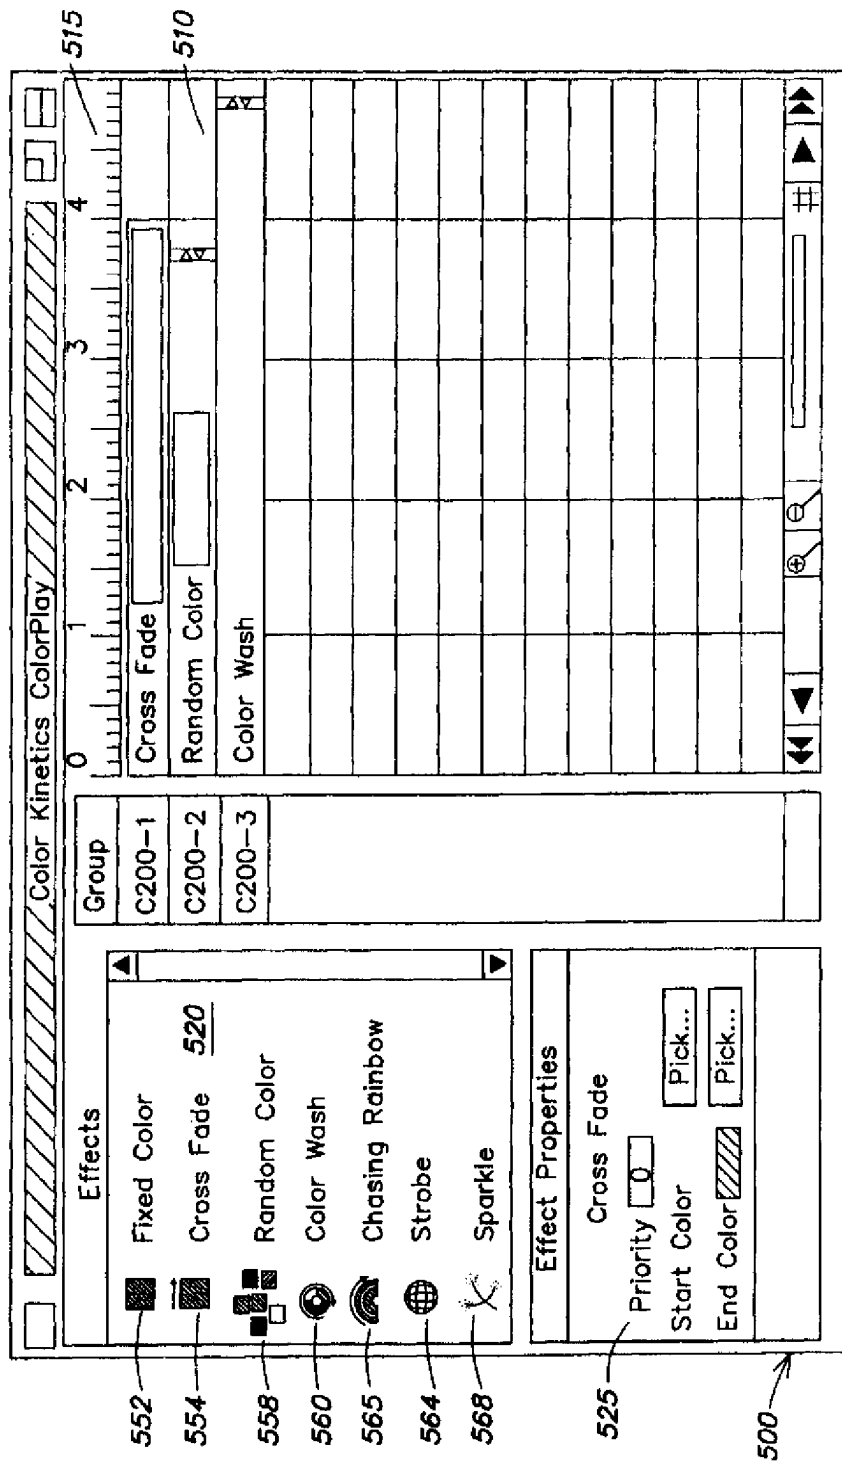 Color Kinetics ColorPlay
515
510
Effects
552
Fixed Color
554
Cross Fade
520
558
Random Color
560
Color Wash
565
Chasing Rainbow
564
Strobe
568
Sparkle
Effect Properties
Cross Fade
525
Priority 0
Start Color Pick...
End Color Pick...
500
Group
C200-1
C200-2
C200-3
0 1 2 3 4
Cross Fade
Random Color
Color Wash